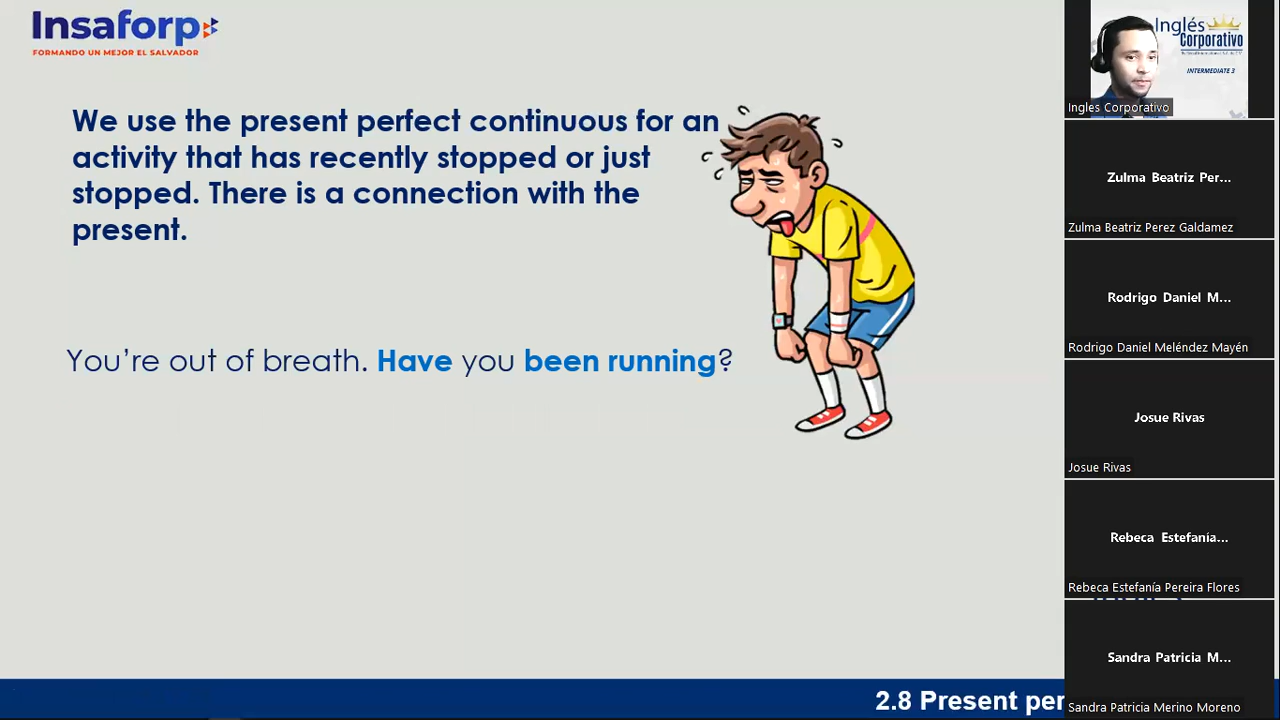 Insaforp
FORMANDO UN MEJOR EL SALVADOR
We use the present perfect continuous for an
activity that has recently stopped or just
stopped. There is a connection with the
present.
You're out of breath. Have you been running?
2.8 Present per
Inglés
Corporativo
INTERMEDIATE 3
Ingles Corporativo
Zulma Beatriz Per...
Zulma Beatriz Perez Galdamez
Rodrigo Daniel M...
Rodrigo Daniel Meléndez Mayén
Josue Rivas
Josue Rivas
Rebeca Estefanía...
Rebeca Estefanía Pereira Flores
Sandra Patricia M...
Sandra Patricia Merino Moreno